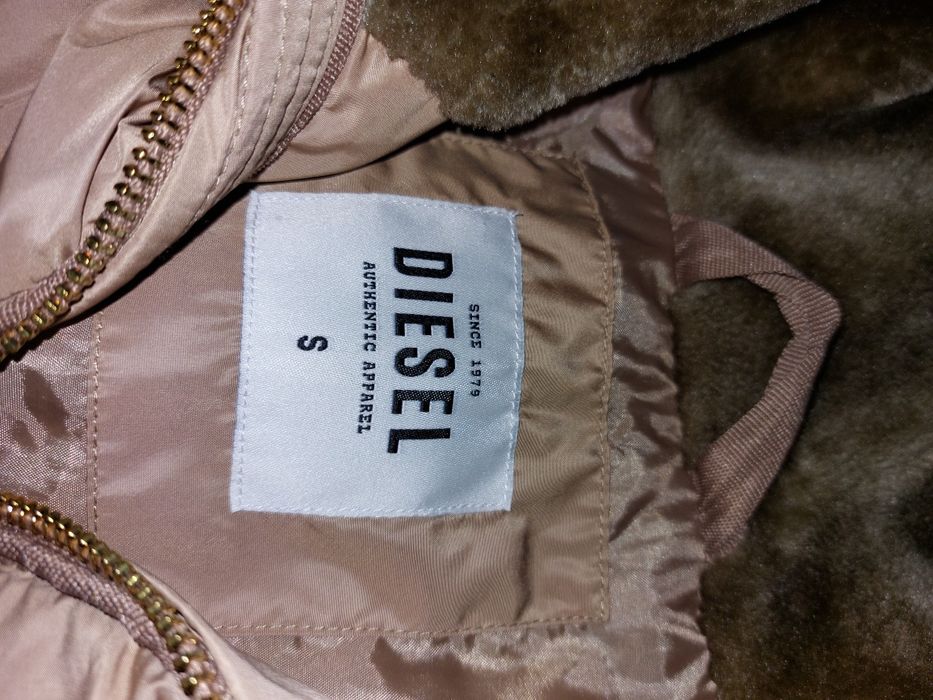 SINCE 1979
DIESEL
AUTHENTIC APPAREL
S